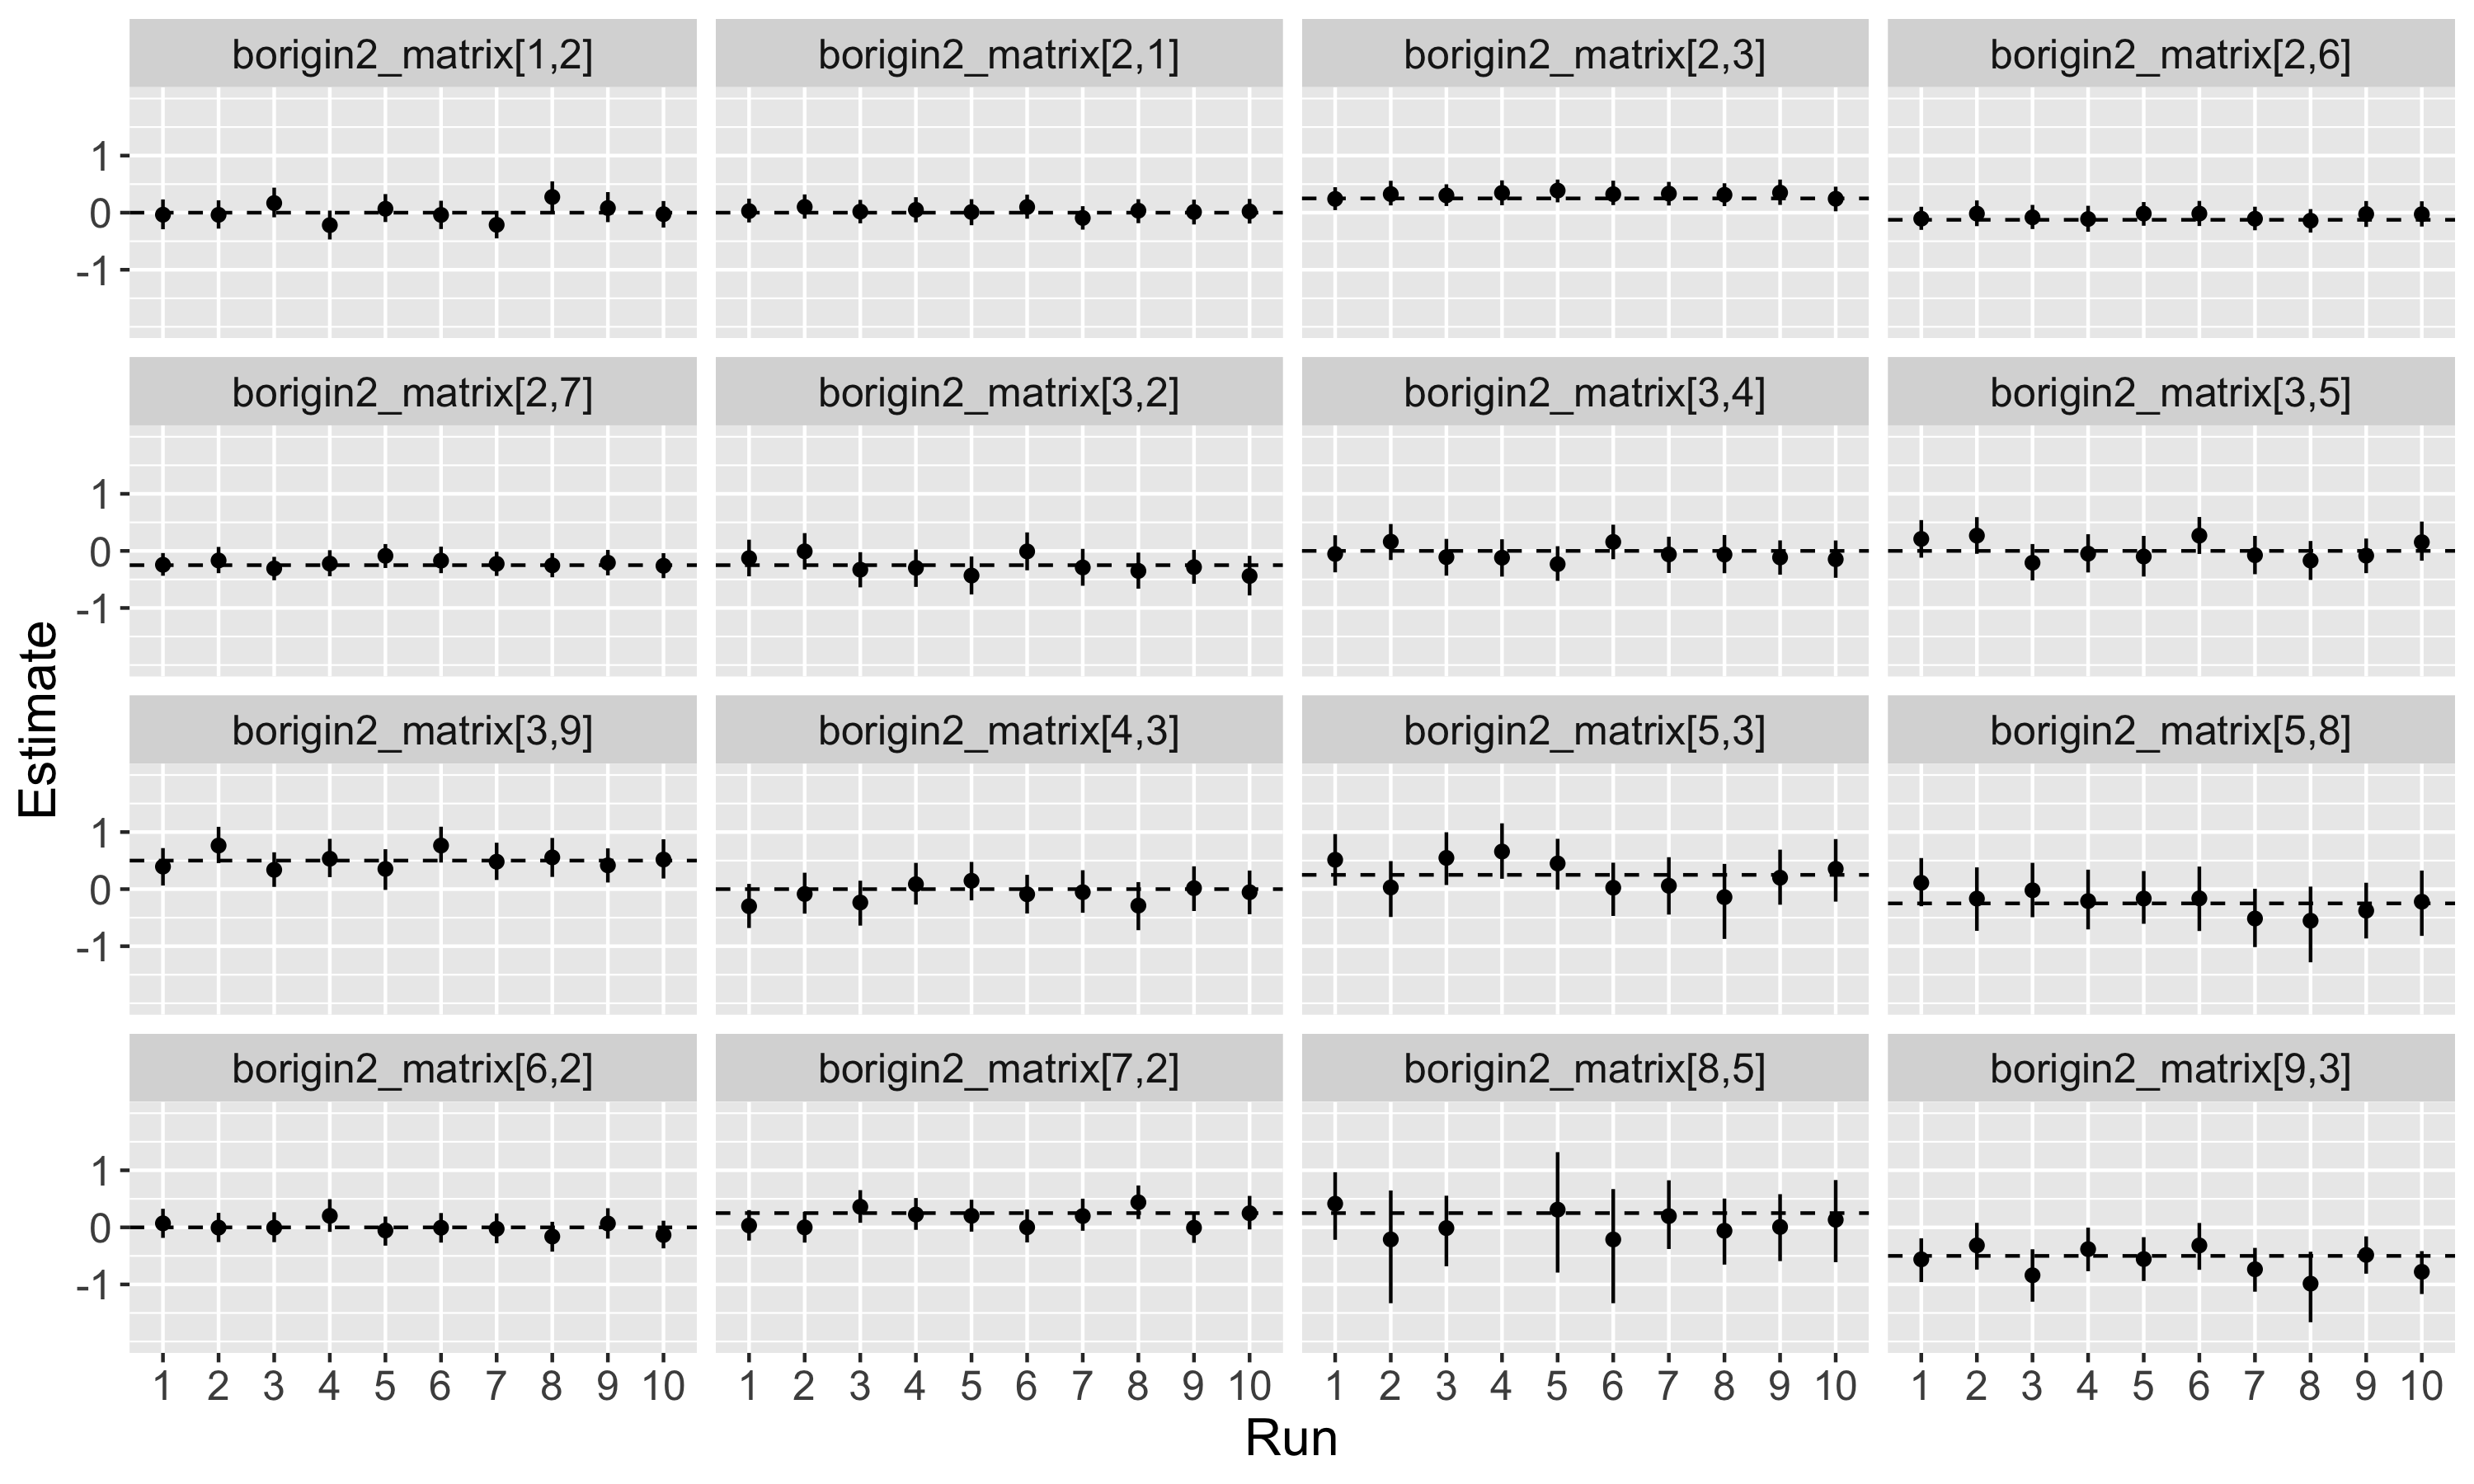 borigin2_matrix[1,2] borigin2_matrix[2,1] borigin2_matrix[2,3] borigin2_matrix[2,6]
1
0
-1
borigin2_matrix[2,7] borigin2_matrix[3,2] borigin2_matrix[3,4] borigin2_matrix[3,5]
1
0
-1
Estimate
borigin2_matrix[3,9] borigin2_matrix[4,3] borigin2_matrix[5,3] borigin2_matrix[5,8]
1
0
-1
borigin2_matrix[6,2] borigin2_matrix[7,2] borigin2_matrix[8,5] borigin2_matrix[9,3]
1
0
-1
1 2 3 4 5 6 7 8 9 10 1 2 3 4 5 6 7 8 9 10 1 2 3 4 5 6 7 8 9 10 1 2 3 4 5 6 7 8 9 10
Run